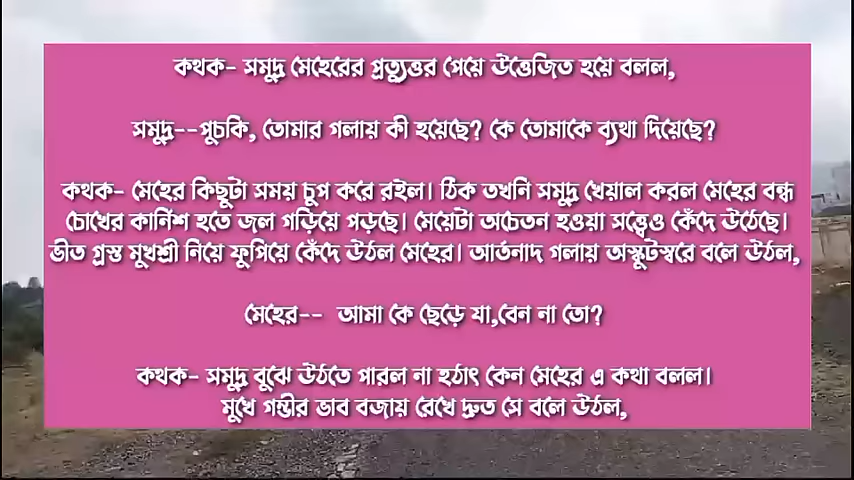 কথক- সমুদ্র মেহেরের প্রত্যুত্তর পেয়ে উত্তেজিত হয়ে বলল,
সমুদ্র--পুচকি, তোমার গলায় কী হয়েছে? কে তোমাকে ব্যথা দিয়েছে?
কথক- মেহের কিছুটা সময় চুপ করে রইল। ঠিক তখনি সমুদ্র খেয়াল করল মেহের বন্ধ
চোখের কার্নিশ হতে জল গড়িয়ে পড়ছে। মেয়েটা অচেতন হওয়া সত্ত্বেও কেঁদে উঠেছে।
ভীত গ্রস্ত মুখশ্রী নিয়ে ফুপিয়ে কেঁদে উঠল মেহের। আর্তনাদ গলায় অস্ফুটস্বরে বলে উঠল,
মেহের-- আমা কে ছেড়ে যা,বেন না তো?
কথক- সমুদ্র বুঝে উঠতে পারল না হঠাৎ কেন মেহের এ কথা বলল।
মুখে গম্ভীর ভাব বজায় রেখে দ্রুত সে বলে উঠল,